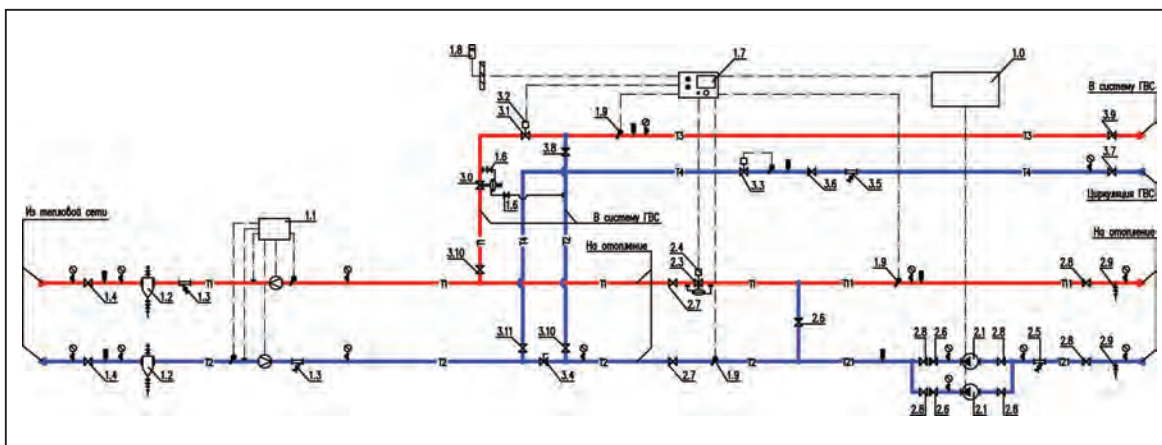 1.8
1.7
1.0
В систему ГВС
3.2
3.1
1.9
3.9
Т3
Т3
3.8
3.7
1.6
3.0
Т4
3.3
3.6
3.5
Т4
1.6
Циркуляция ГВС
Из тепловой сети
1.1
В систему ГВС
На отопление
На отопление
Т1
Т4
Т2
2.4
2.3
3.10
1.9
2.8
2.9
Т1
Т1
Т1
Т1
Т11
Т11
1.4
1.2
1.3
2.7
2.6
3.11
3.10
2.8
2.6
2.1
2.8
2.5
2.8
2.9
Т2
Т2
Т2
Т2
Т21
Т21
1.4
1.2
1.3
3.4
2.7
1.9
2.8
2.6
2.1
2.6